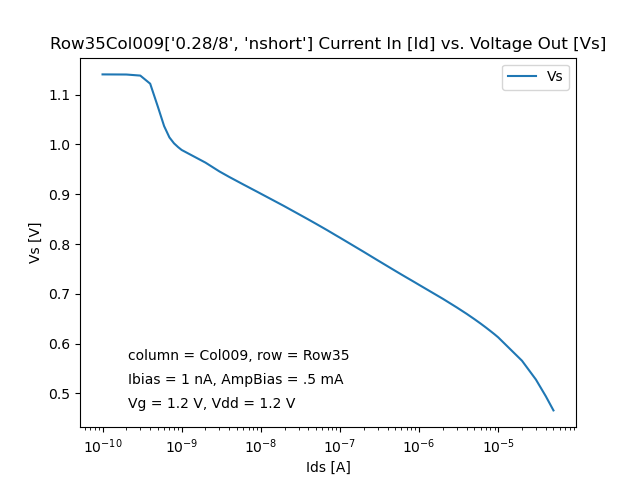 Row35Col009['0.28/8', 'nshort'] Current In [Id] vs. Voltage Out [Vs]
Vs
1.1
1.0
0.9
0.8
0.7
0.6
0.5
Vs [V]
column = Col009, row = Row35
Ibias = 1 nA, AmpBias = .5 mA
Vg = 1.2 V, Vdd = 1.2 V
10⁻¹⁰ 10⁻⁹ 10⁻⁸ 10⁻⁷ 10⁻⁶ 10⁻⁵
Ids [A]